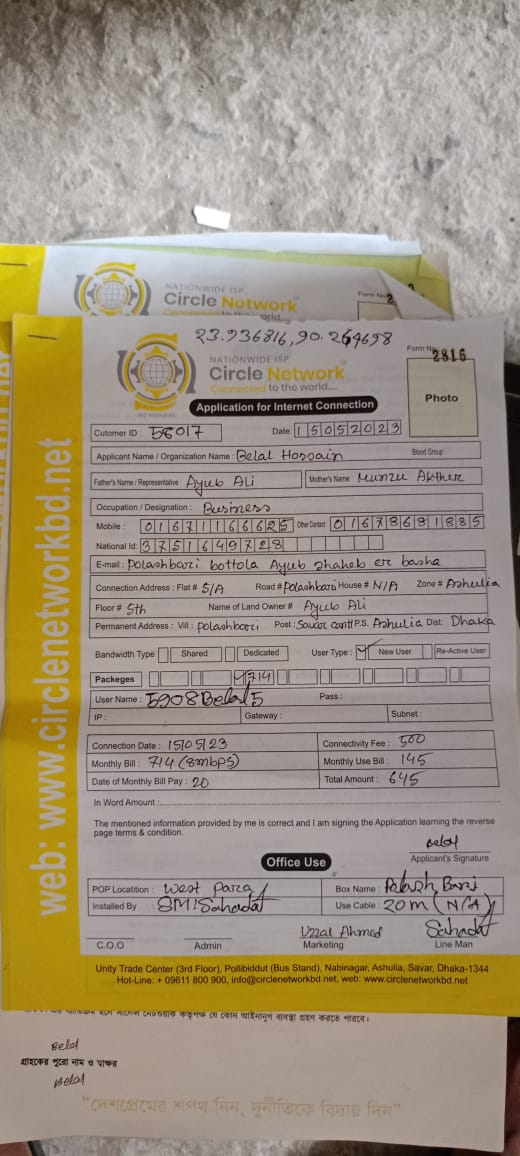 NATIONWIDE ISP
Circle Network
Form No
23.936816, 90.264698
NATIONWIDE ISP
Circle Network
Connected to the world....
Form No
2816
Photo
Application for Internet Connection
Cutomer ID : 58017 Date: 15052023
Applicant Name / Organization Name : Belal Hossain Blood Group :
Father's Name / Representative : Ayub Ali Mother's Name : Munzu Akther
Occupation / Designation : Business
Mobile : 01671166625 Other Contact 01678681885
National Id: 3751649728
E-mail : Polashbari bottola Ayub shaheb er basha
Connection Address : Flat # 5/A Road # Polashbari House # N/A Zone # Ashulia
Floor # 5th Name of Land Owner # Ayub Ali
Permanent Address : Vill : Polashbari Post : Savar cantt P.S. Ashulia Dist: Dhaka
Bandwidth Type Shared Dedicated User Type : New User Re-Active User
Packeges 714
User Name : 5908Belal5 Pass :
IP : Gateway : Subnet :
Connection Date : 15/05/23 Connectivity Fee : 500
Monthly Bill : 714 (8mbps) Monthly Use Bill : 145
Date of Monthly Bill Pay : 20 Total Amount : 645
In Word Amount :
The mentioned information provided by me is correct and I am signing the Application learning the reverse
page terms & condition.
Belal
Office Use Applicant's Signature
POP Locatition : West Para Box Name : Palash Bari
Installed By : SM:Sahadat Use Cable : 20m (N/A)
Uzzal Ahmed Sahadat
C.O.O Admin Marketing Line Man
Unity Trade Center (3rd Floor), Pollibiddut (Bus Stand), Nabinagar, Ashulia, Savar, Dhaka-1344
Hot-Line: + 09611 800 900, info@circlenetworkbd.net, web: www.circlenetworkbd.net
web: www.circlenetworkbd.net
কর্তৃপক্ষ যে কোন আইনানুগ ব্যবস্থা গ্রহণ করতে পারবে।
Belal
গ্রাহকের পুরো নাম ও স্বাক্ষর
Belal
"দেশপ্রেমের শপথ নিন, দুর্নীতিকে বিদায় দিন"